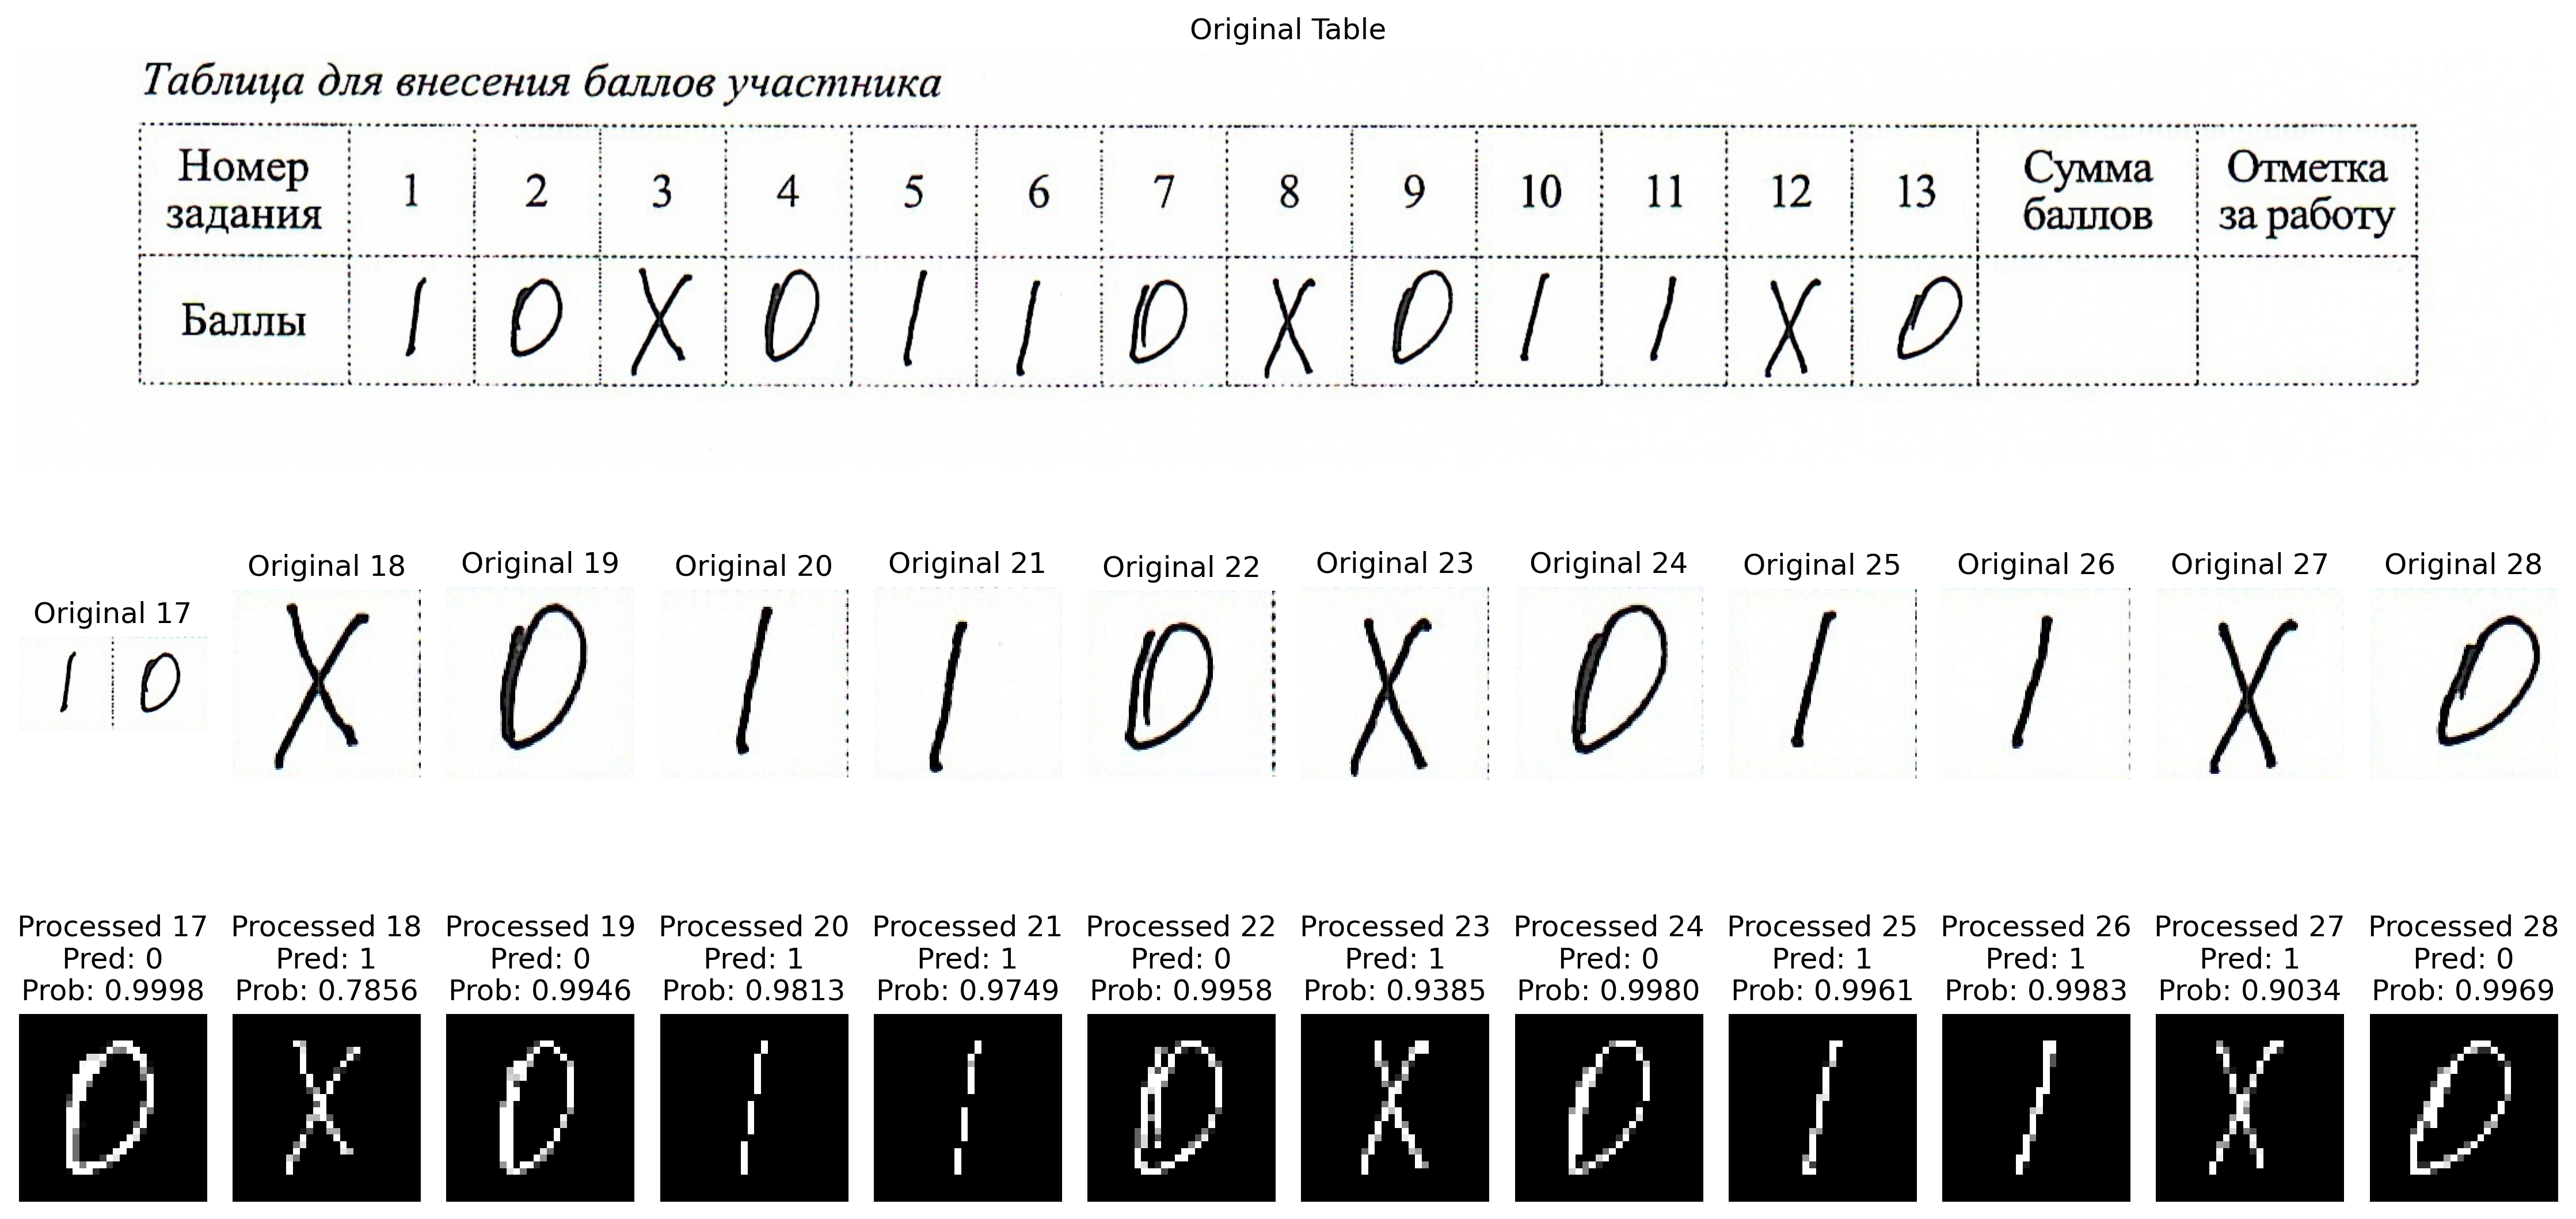 Original Table
Таблица для внесения баллов участника
Номер задания 1 2 3 4 5 6 7 8 9 10 11 12 13 Сумма баллов Отметка за работу
Баллы 1 0 X 0 1 1 0 X 0 1 1 X 0
Original 17 Original 18 Original 19 Original 20 Original 21 Original 22 Original 23 Original 24 Original 25 Original 26 Original 27 Original 28
1 0 X 0 1 1 0 X 0 1 1 X 0
Processed 17 Processed 18 Processed 19 Processed 20 Processed 21 Processed 22 Processed 23 Processed 24 Processed 25 Processed 26 Processed 27 Processed 28
Pred: 0 Pred: 1 Pred: 0 Pred: 1 Pred: 1 Pred: 0 Pred: 1 Pred: 0 Pred: 1 Pred: 1 Pred: 1 Pred: 0
Prob: 0.9998 Prob: 0.7856 Prob: 0.9946 Prob: 0.9813 Prob: 0.9749 Prob: 0.9958 Prob: 0.9385 Prob: 0.9980 Prob: 0.9961 Prob: 0.9983 Prob: 0.9034 Prob: 0.9969
0 X 0 1 1 0 X 0 1 1 X 0